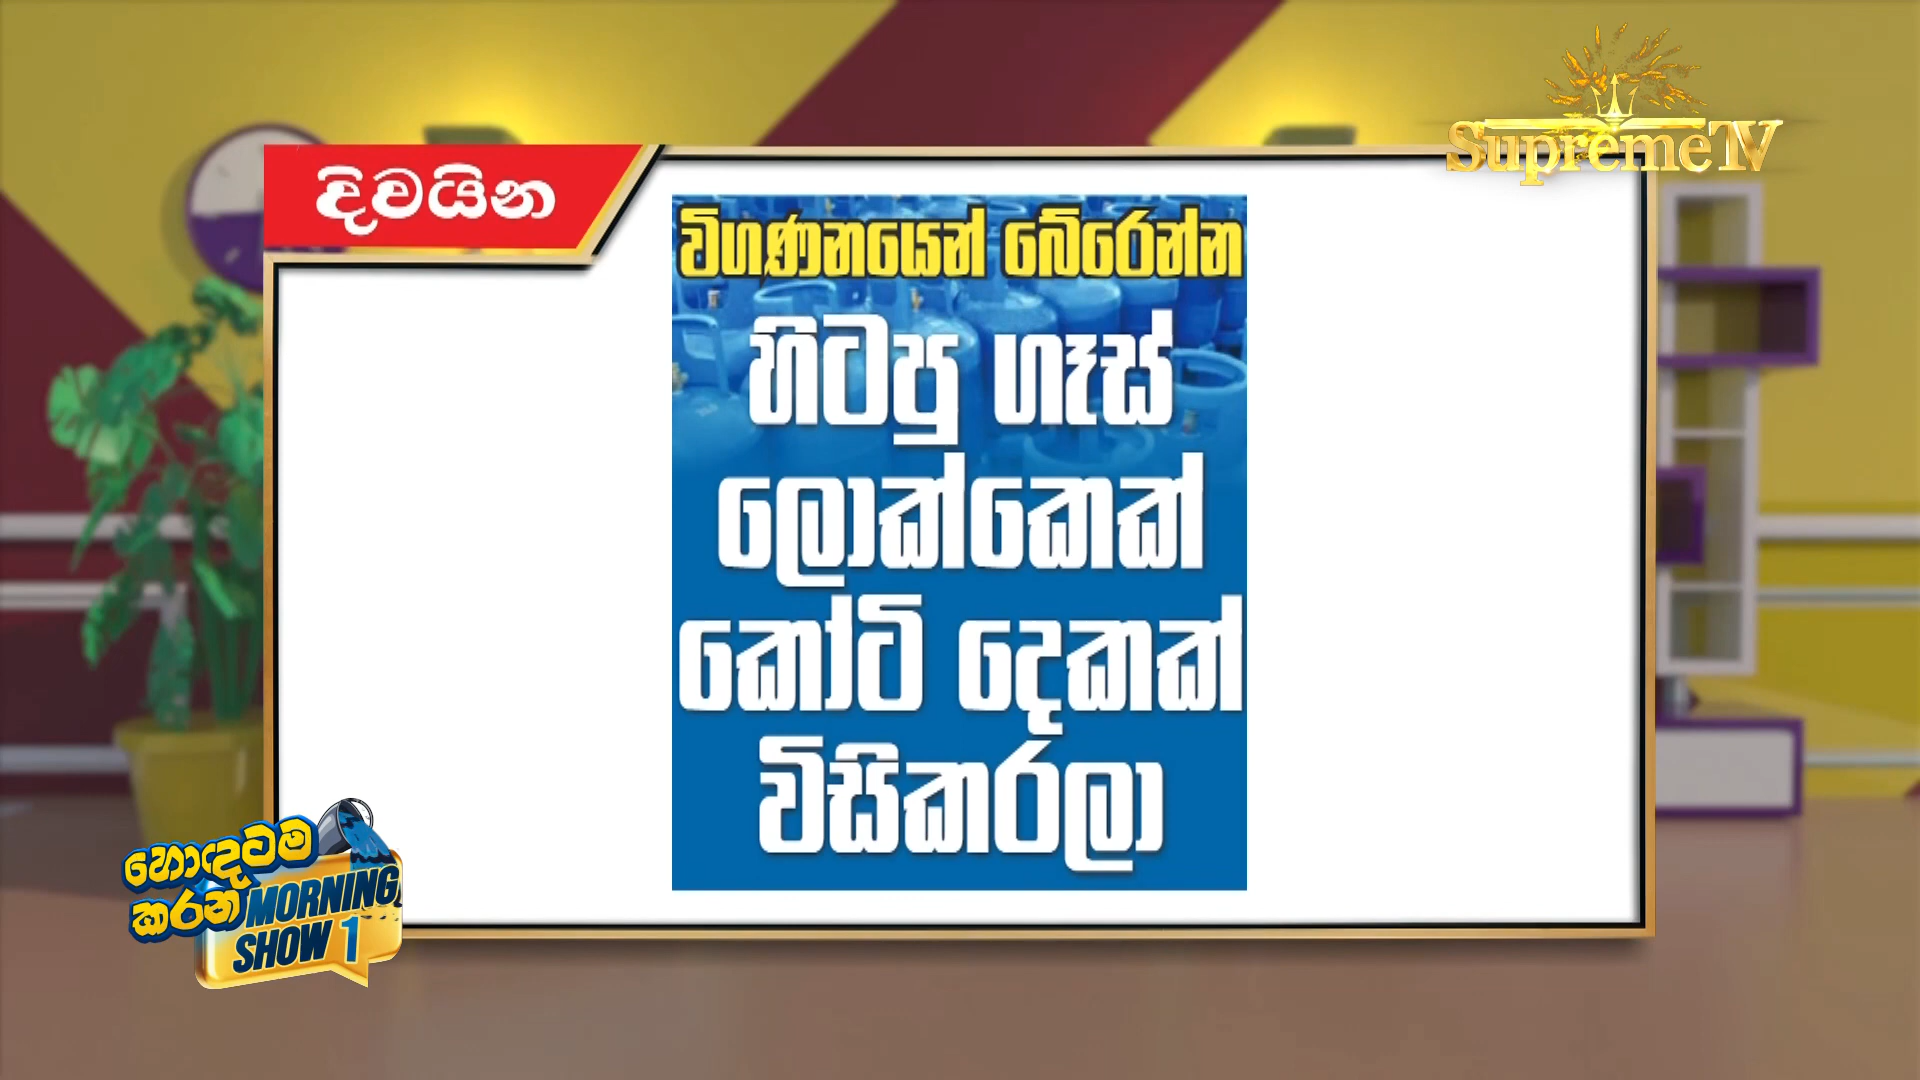 SupremeTV
දිවයින
විගණනයෙන් බේරෙන්න
හිටපු ගෑස්
ලොක්කෙක්
කෝටි දෙකක්
විසිකරලා
හොඳටම
කරන MORNING
SHOW 1